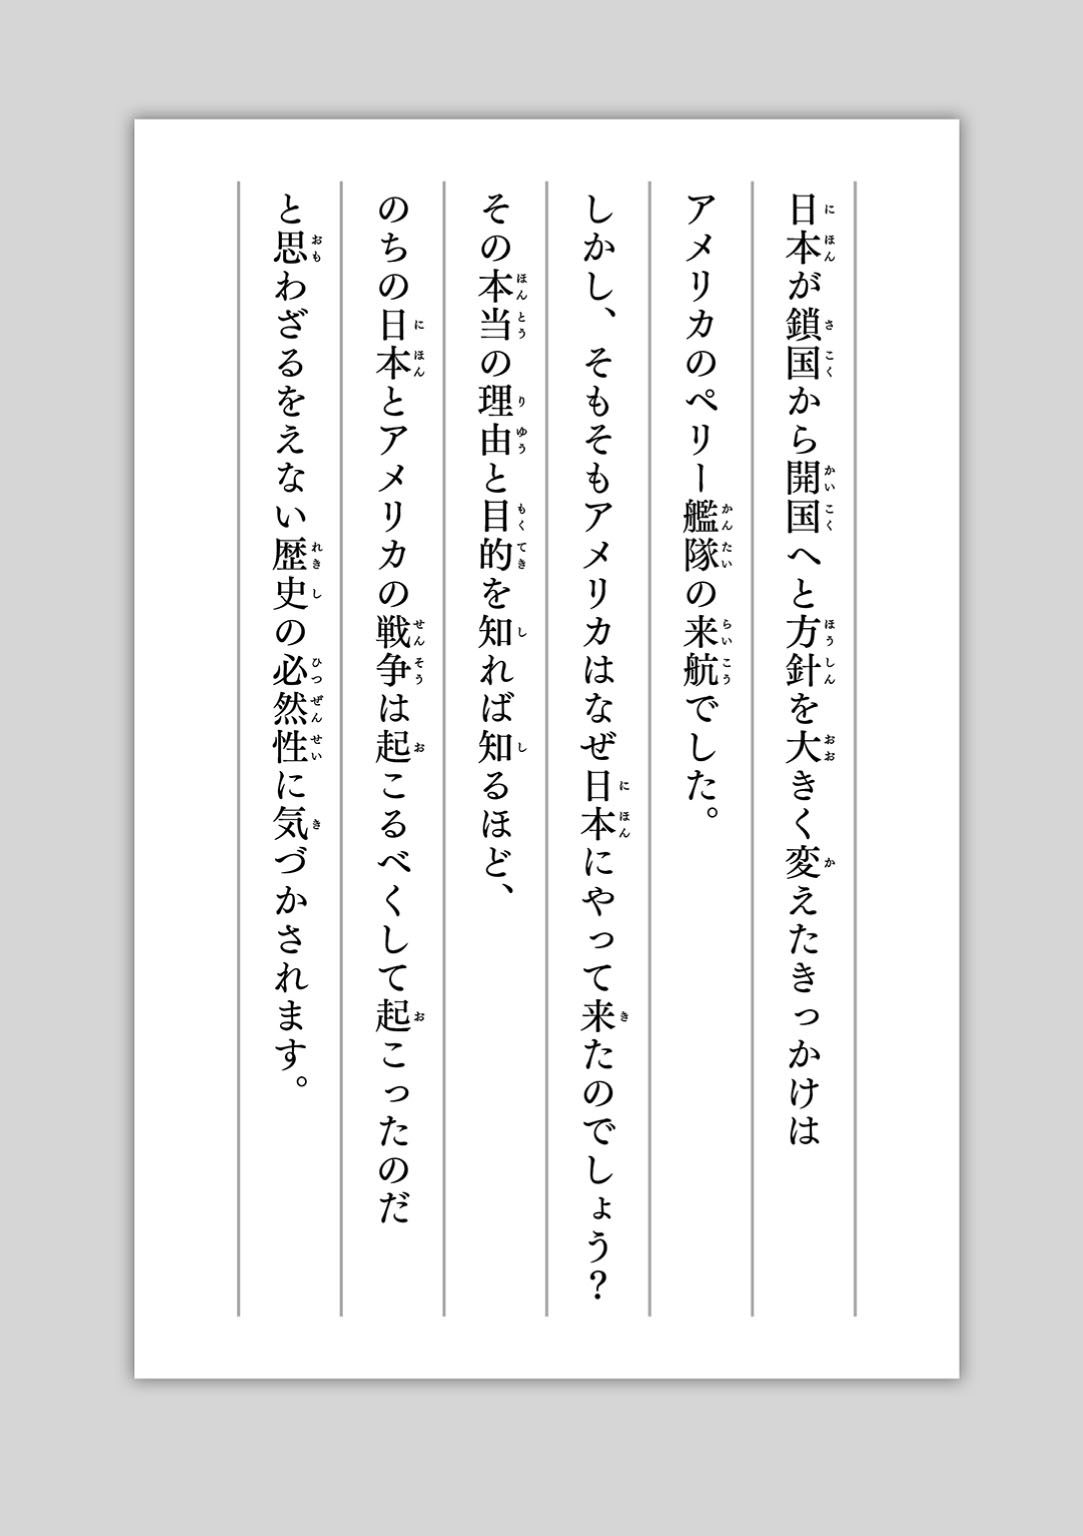 日本が鎖国から開国へと方針を大きく変えたきっかけは
アメリカのペリー艦隊の来航でした。
しかし、そもそもアメリカはなぜ日本にやって来たのでしょう？
その本当の理由と目的を知れば知るほど、
のちの日本とアメリカの戦争は起こるべくして起こったのだ
と思わざるをえない歴史の必然性に気づかされます。